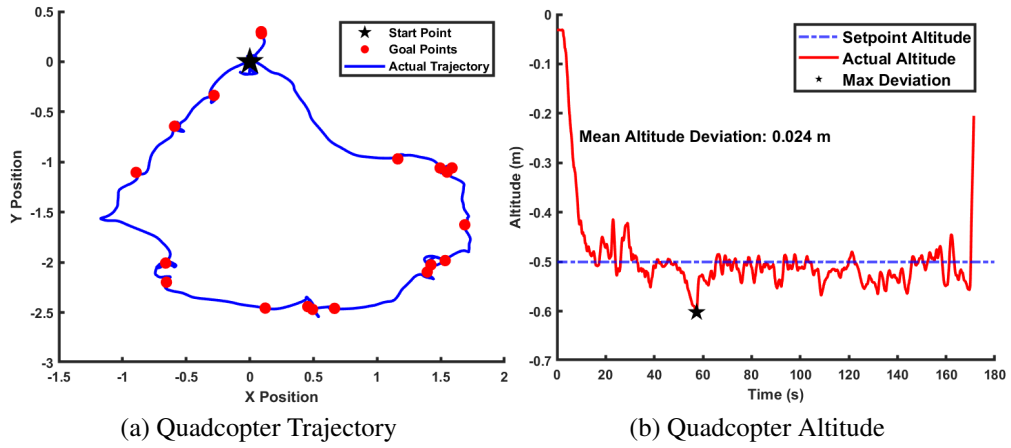 0.5
0
-0.5
-1
-1.5
-2
-2.5
-3
Y Position
-1.5
-1
-0.5
0
0.5
1
1.5
2
X Position
Start Point
Goal Points
Actual Trajectory
(a) Quadcopter Trajectory
0
-0.1
-0.2
-0.3
-0.4
-0.5
-0.6
-0.7
Altitude (m)
0
20
40
60
80
100
120
140
160
180
Time (s)
Setpoint Altitude
Actual Altitude
Max Deviation
Mean Altitude Deviation: 0.024 m
(b) Quadcopter Altitude